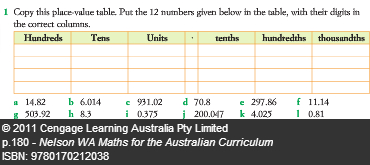 1 Copy this place-value table. Put the 12 numbers given below in the table, with their digits in
the correct columns.
Hundreds Tens Units · tenths hundredths thousandths
a 14.82 b 6.014 c 931.02 d 70.8 e 297.86 f 11.14
g 503.92 h 8.3 i 0.375 j 200.047 k 4.025 l 0.81
© 2011 Cengage Learning Australia Pty Limited
p.180 - Nelson WA Maths for the Australian Curriculum
ISBN: 9780170212038